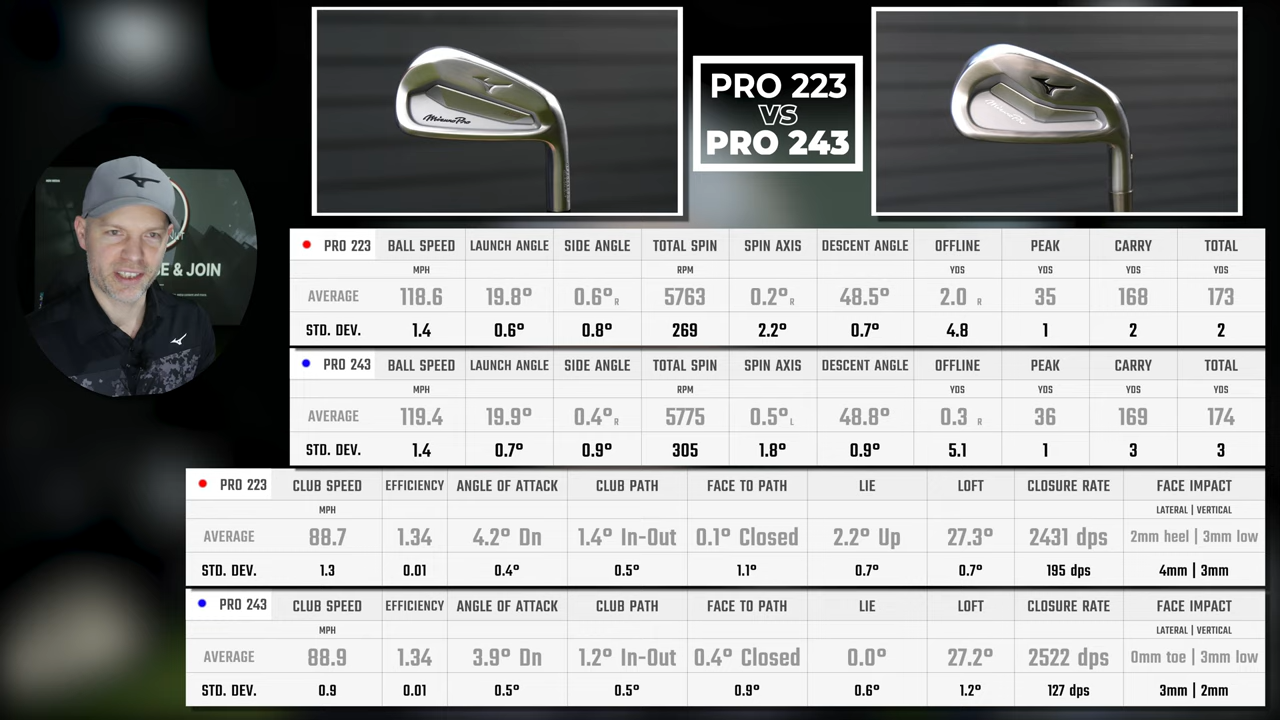 PRO 223
VS
PRO 243
Mizuno Pro
Mizuno Pro
E & JOIN
PRO 223 BALL SPEED LAUNCH ANGLE SIDE ANGLE TOTAL SPIN SPIN AXIS DESCENT ANGLE OFFLINE PEAK CARRY TOTAL
MPH RPM YDS YDS YDS YDS
AVERAGE 118.6 19.8° 0.6° R 5763 0.2° R 48.5° 2.0 R 35 168 173
STD. DEV. 1.4 0.6° 0.8° 269 2.2° 0.7° 4.8 1 2 2
PRO 243 BALL SPEED LAUNCH ANGLE SIDE ANGLE TOTAL SPIN SPIN AXIS DESCENT ANGLE OFFLINE PEAK CARRY TOTAL
MPH RPM YDS YDS YDS YDS
AVERAGE 119.4 19.9° 0.4° R 5775 0.5° L 48.8° 0.3 R 36 169 174
STD. DEV. 1.4 0.7° 0.9° 305 1.8° 0.9° 5.1 1 3 3
PRO 223 CLUB SPEED EFFICIENCY ANGLE OF ATTACK CLUB PATH FACE TO PATH LIE LOFT CLOSURE RATE FACE IMPACT
MPH LATERAL | VERTICAL
AVERAGE 88.7 1.34 4.2° Dn 1.4° In-Out 0.1° Closed 2.2° Up 27.3° 2431 dps 2mm heel | 3mm low
STD. DEV. 1.3 0.01 0.4° 0.5° 1.1° 0.7° 0.7° 195 dps 4mm | 3mm
PRO 243 CLUB SPEED EFFICIENCY ANGLE OF ATTACK CLUB PATH FACE TO PATH LIE LOFT CLOSURE RATE FACE IMPACT
MPH LATERAL | VERTICAL
AVERAGE 88.9 1.34 3.9° Dn 1.2° In-Out 0.4° Closed 0.0° 27.2° 2522 dps 0mm toe | 3mm low
STD. DEV. 0.9 0.01 0.5° 0.5° 0.9° 0.6° 1.2° 127 dps 3mm | 2mm